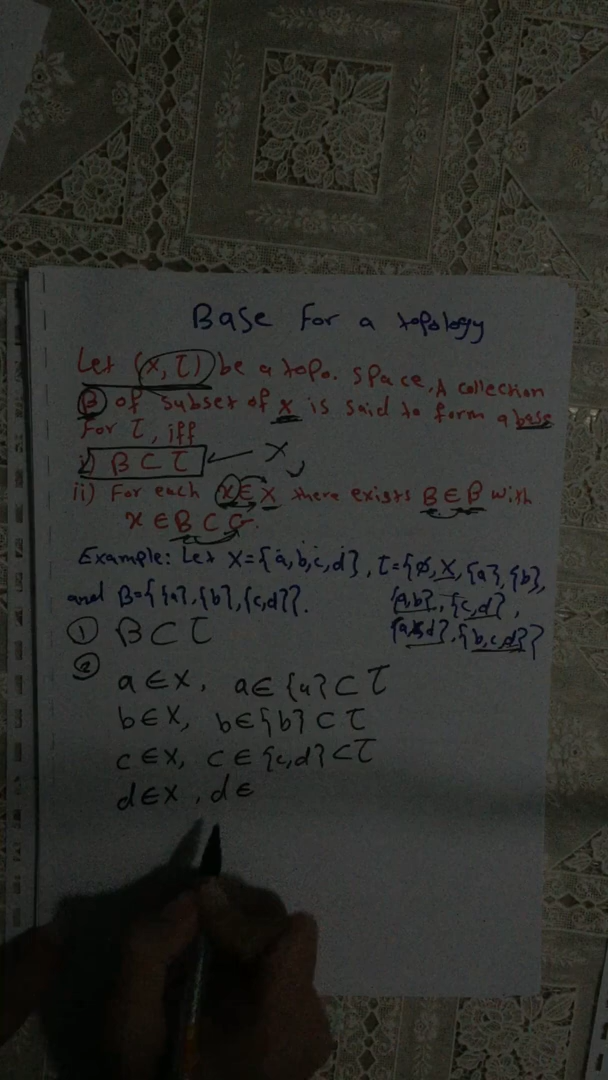 Base for a topology
Let (X, τ) be a topo. space, A collection
B of subset of X is said to form a base
For τ, iff
i) B ⊂ τ X
ii) For each x ∈ X there exists B ∈ B with
x ∈ B ⊂ G.
Example: Let X = {a, b, c, d}, τ = {ø, X, {a}, {b},
and B = {{a}, {b}, {c, d}}. {a, b}, {c, d},
{b, c, d}}
① B ⊂ τ
②
a ∈ X, a ∈ {a} ⊂ τ
b ∈ X, b ∈ {b} ⊂ τ
c ∈ X, c ∈ {c, d} ⊂ τ
d ∈ X, d ∈